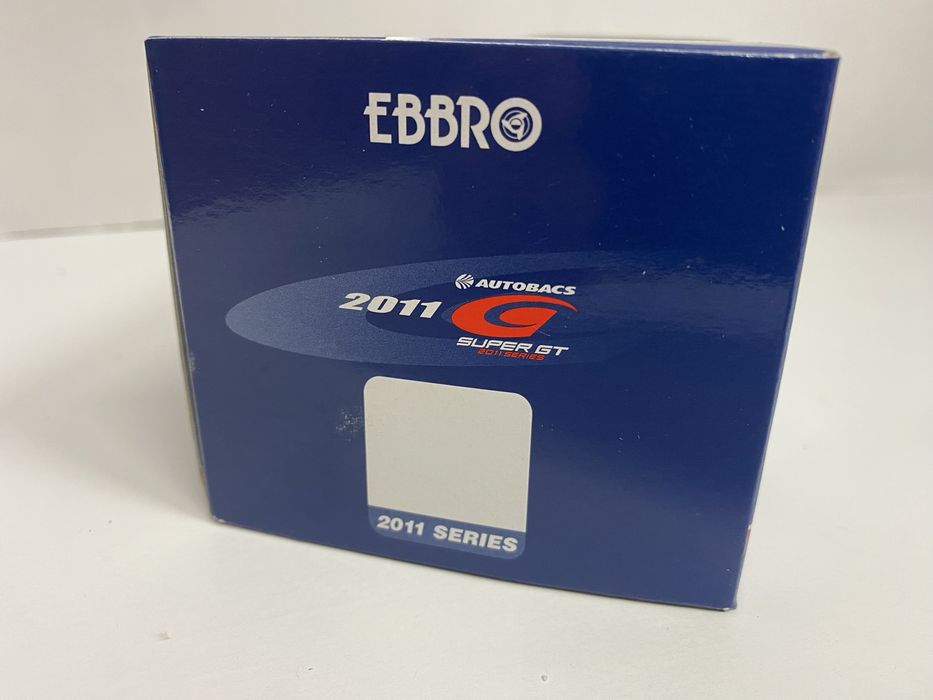 EBBRO
AUTOBACS
2011
SUPER GT
2011 SERIES
2011 SERIES